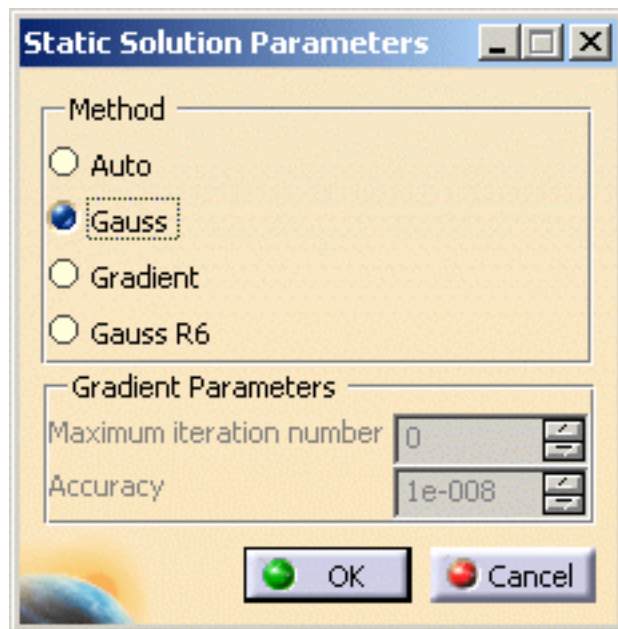 Static Solution Parameters
Method
Auto
Gauss
Gradient
Gauss R6
Gradient Parameters
Maximum iteration number 0
Accuracy 1e-008
OK Cancel